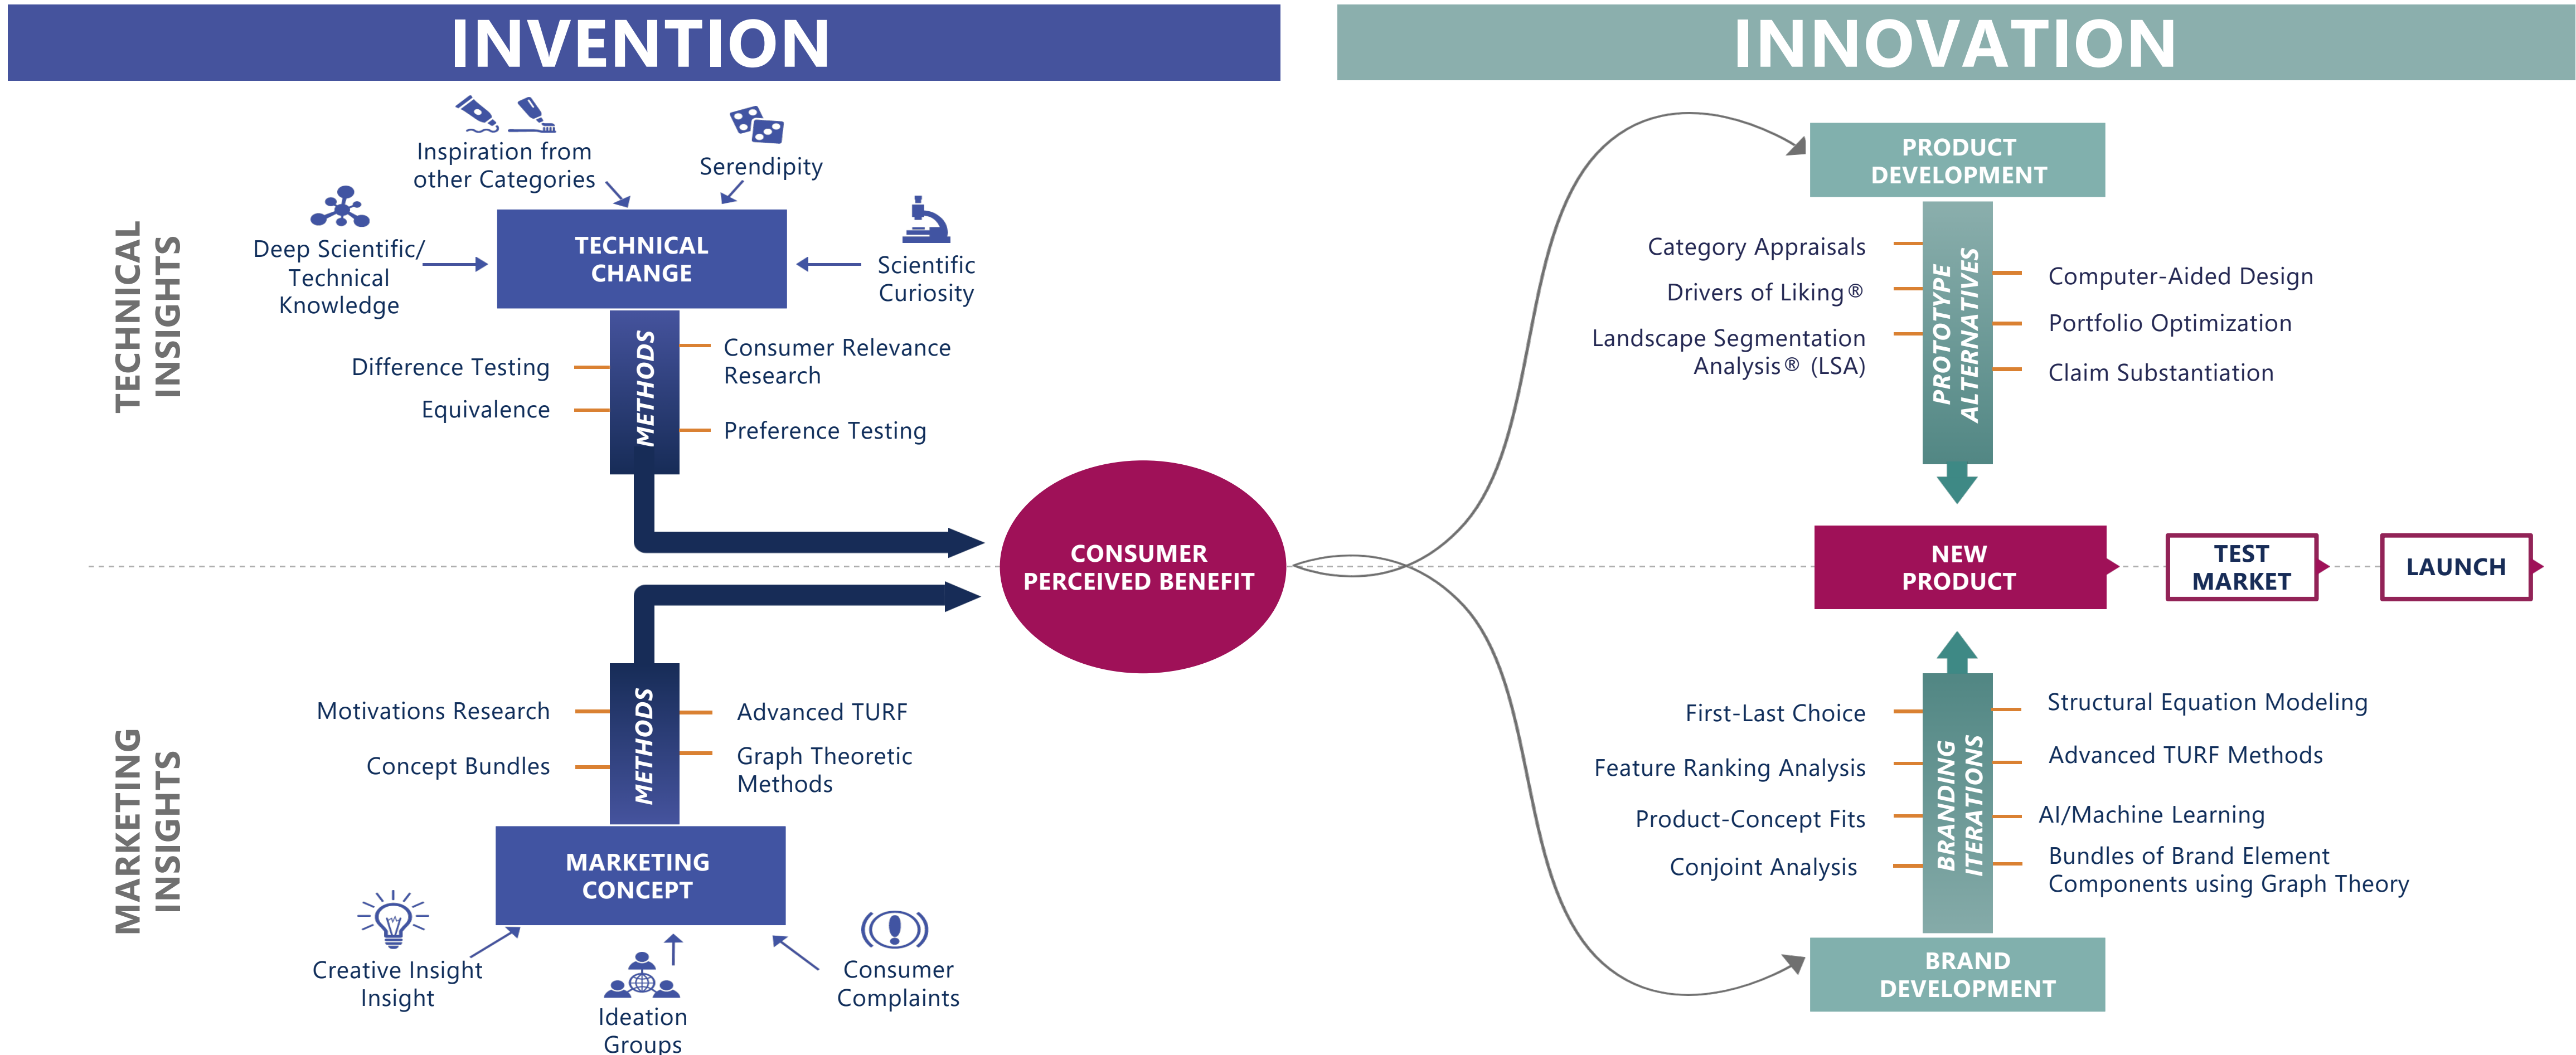 INVENTION
INNOVATION
TECHNICAL
INSIGHTS
Inspiration from
other Categories
Serendipity
Deep Scientific/
Technical
Knowledge
TECHNICAL
CHANGE
Scientific
Curiosity
METHODS
Difference Testing
Equivalence
Consumer Relevance
Research
Preference Testing
CONSUMER
PERCEIVED BENEFIT
MARKETING
INSIGHTS
METHODS
Motivations Research
Concept Bundles
Advanced TURF
Graph Theoretic
Methods
MARKETING
CONCEPT
Creative Insight
Insight
Ideation
Groups
Consumer
Complaints
PRODUCT
DEVELOPMENT
PROTOTYPE
ALTERNATIVES
Category Appraisals
Drivers of Liking®
Landscape Segmentation
Analysis® (LSA)
Computer-Aided Design
Portfolio Optimization
Claim Substantiation
NEW
PRODUCT
TEST
MARKET
LAUNCH
BRANDING
ITERATIONS
First-Last Choice
Feature Ranking Analysis
Product-Concept Fits
Conjoint Analysis
Structural Equation Modeling
Advanced TURF Methods
AI/Machine Learning
Bundles of Brand Element
Components using Graph Theory
BRAND
DEVELOPMENT